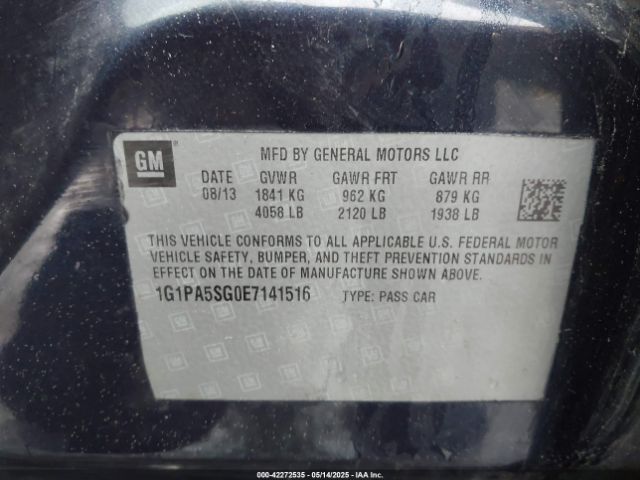 GM
MFD BY GENERAL MOTORS LLC
DATE GVWR GAWR FRT GAWR RR
08/13 1841 KG 962 KG 879 KG
4058 LB 2120 LB 1938 LB
THIS VEHICLE CONFORMS TO ALL APPLICABLE U.S. FEDERAL MOTOR
VEHICLE SAFETY, BUMPER, AND THEFT PREVENTION STANDARDS IN
EFFECT ON THE DATE OF MANUFACTURE SHOWN ABOVE.
1G1PA5SG0E7141516 TYPE: PASS CAR
000-42272535 - 05/14/2025 - IAA Inc.